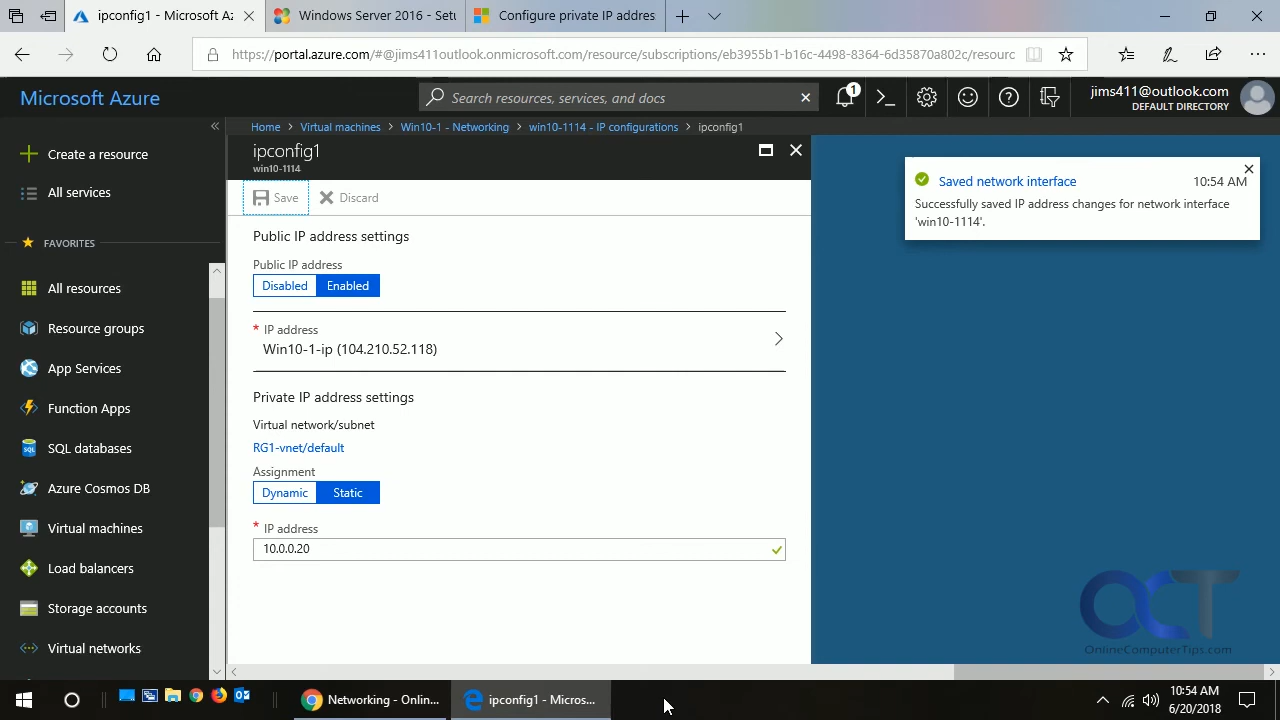 ipconfig1 - Microsoft Az
Windows Server 2016 - Setu
Configure private IP addres
https://portal.azure.com/#@jims411outlook.onmicrosoft.com/resource/subscriptions/eb3955b1-b16c-4498-8364-6d35870a802c/resourc
Microsoft Azure
Search resources, services, and docs
1
jims411@outlook.com
DEFAULT DIRECTORY
Home > Virtual machines > Win10-1 - Networking > win10-1114 - IP configurations > ipconfig1
Create a resource
All services
FAVORITES
All resources
Resource groups
App Services
Function Apps
SQL databases
Azure Cosmos DB
Virtual machines
Load balancers
Storage accounts
Virtual networks
ipconfig1
win10-1114
Save
Discard
Public IP address settings
Public IP address
Disabled Enabled
* IP address
Win10-1-ip (104.210.52.118)
Private IP address settings
Virtual network/subnet
RG1-vnet/default
Assignment
Dynamic Static
* IP address
10.0.0.20
Saved network interface 10:54 AM
Successfully saved IP address changes for network interface
'win10-1114'.
OCT
OnlineComputerTips.com
Networking - Onlin...
ipconfig1 - Micros...
10:54 AM
6/20/2018